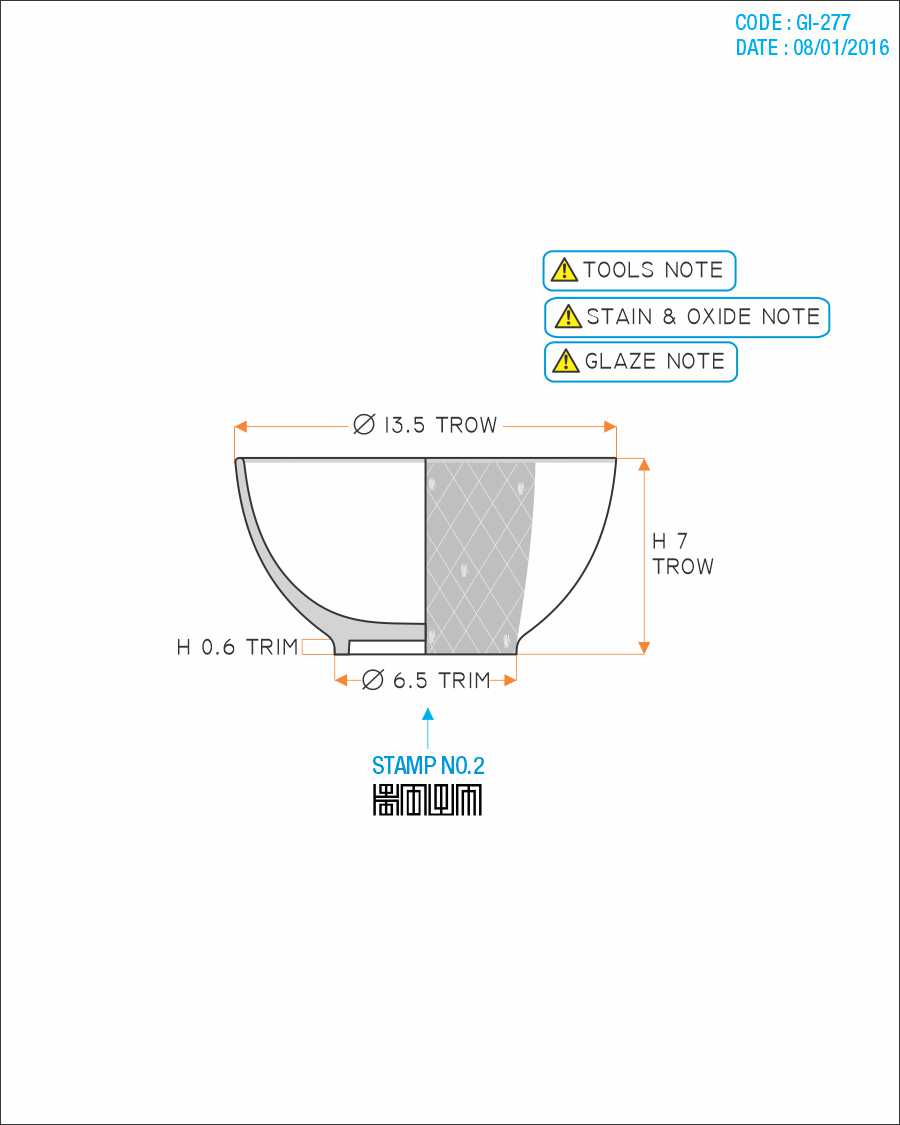 CODE : GI-277
DATE : 08/01/2016
TOOLS NOTE
STAIN & OXIDE NOTE
GLAZE NOTE
Ø 13.5 TROW
H 7
TROW
H 0.6 TRIM
Ø 6.5 TRIM
STAMP NO.2